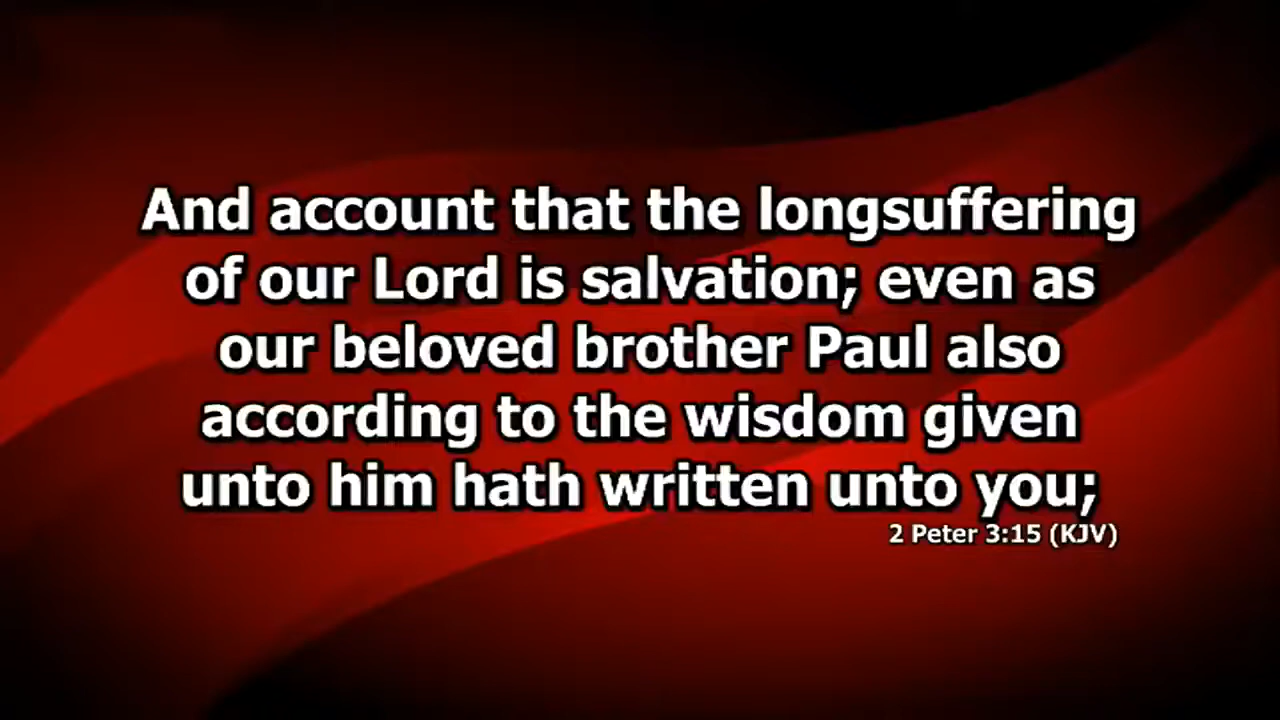 And account that the longsuffering
of our Lord is salvation; even as
our beloved brother Paul also
according to the wisdom given
unto him hath written unto you;
2 Peter 3:15 (KJV)